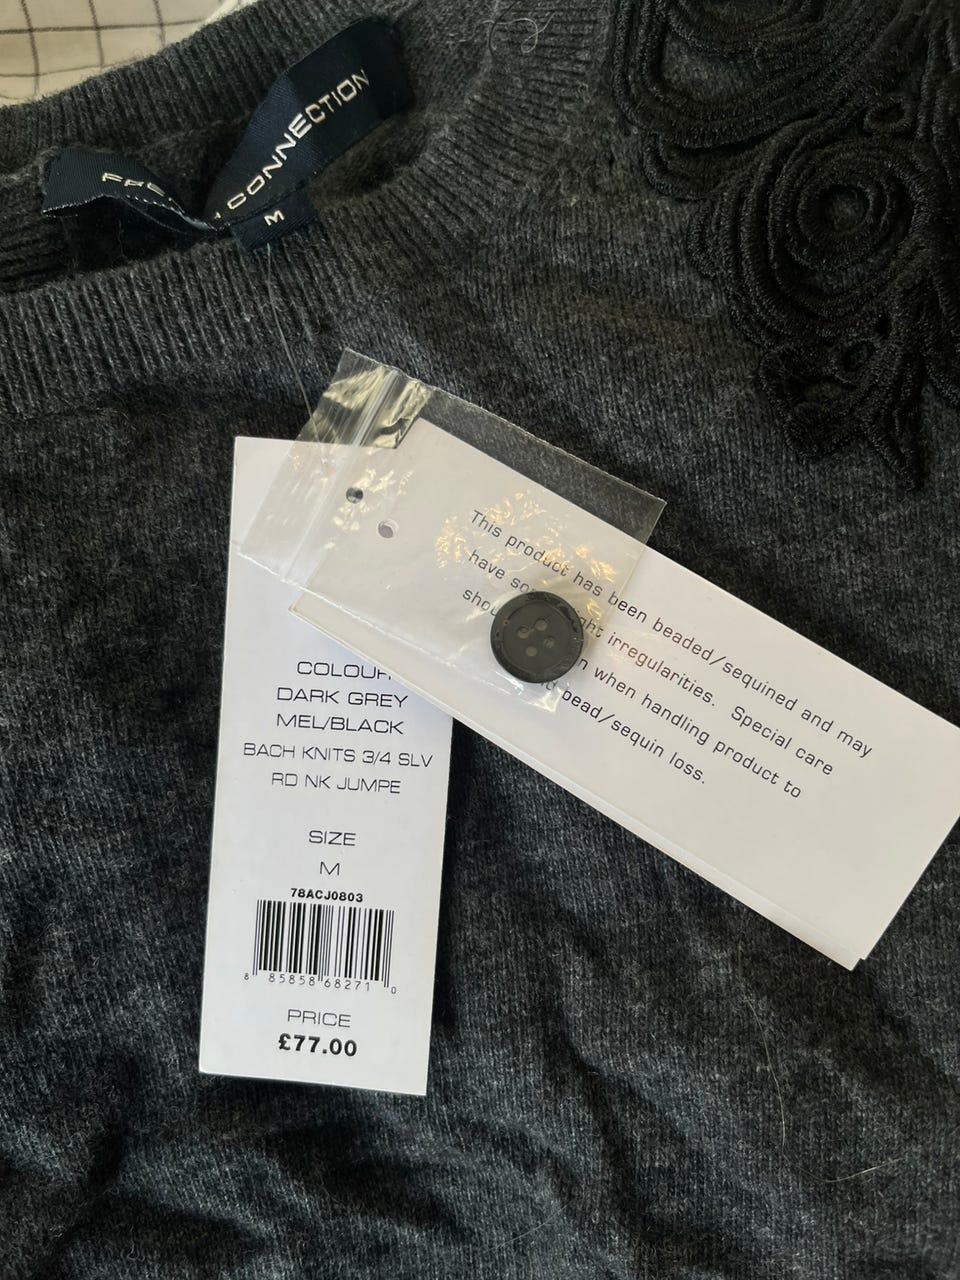 CONNECTION
M
This product has been beaded/sequined and may
have irregularities. Special care
when handling product to
bead/sequin loss.
COLOUR
DARK GREY
MEL/BLACK
BACH KNITS 3/4 SLV
RD NK JUMPE
SIZE
M
78ACJ0803
8 85858 68271 0
PRICE
£77.00